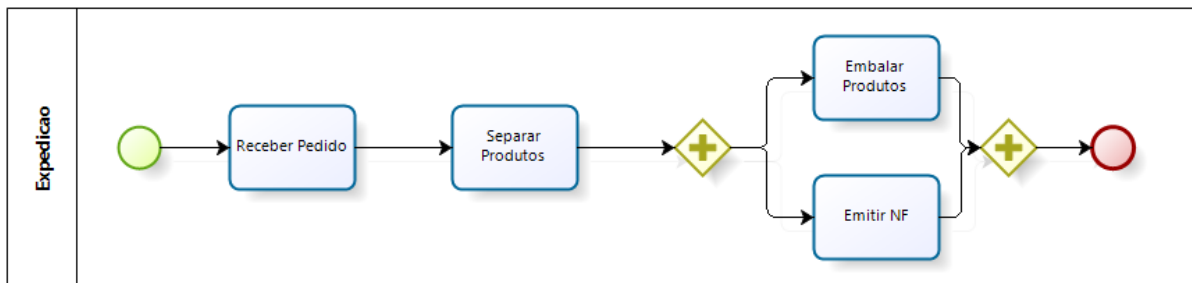 Expedicao
Receber Pedido
Separar
Produtos
Embalar
Produtos
Emitir NF